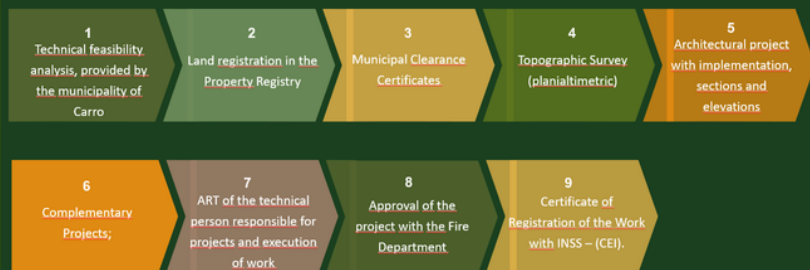 1
Technical feasibility
analysis, provided by
the municipality of
Carro
2
Land registration in the
Property Registry
3
Municipal Clearance
Certificates
4
Topographic Survey
(planialtimetric)
5
Architectural project
with implementation,
sections and
elevations
6
Complementary
Projects;
7
ART of the technical
person responsible for
projects and execution
of work
8
Approval of the
project with the Fire
Department
9
Certificate of
Registration of the Work
with INSS – (CEI).